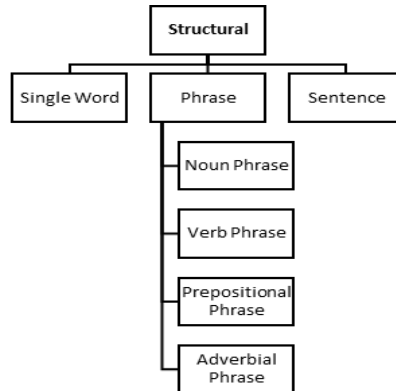 Structural
Single Word
Phrase
Sentence
Noun Phrase
Verb Phrase
Prepositional
Phrase
Adverbial
Phrase